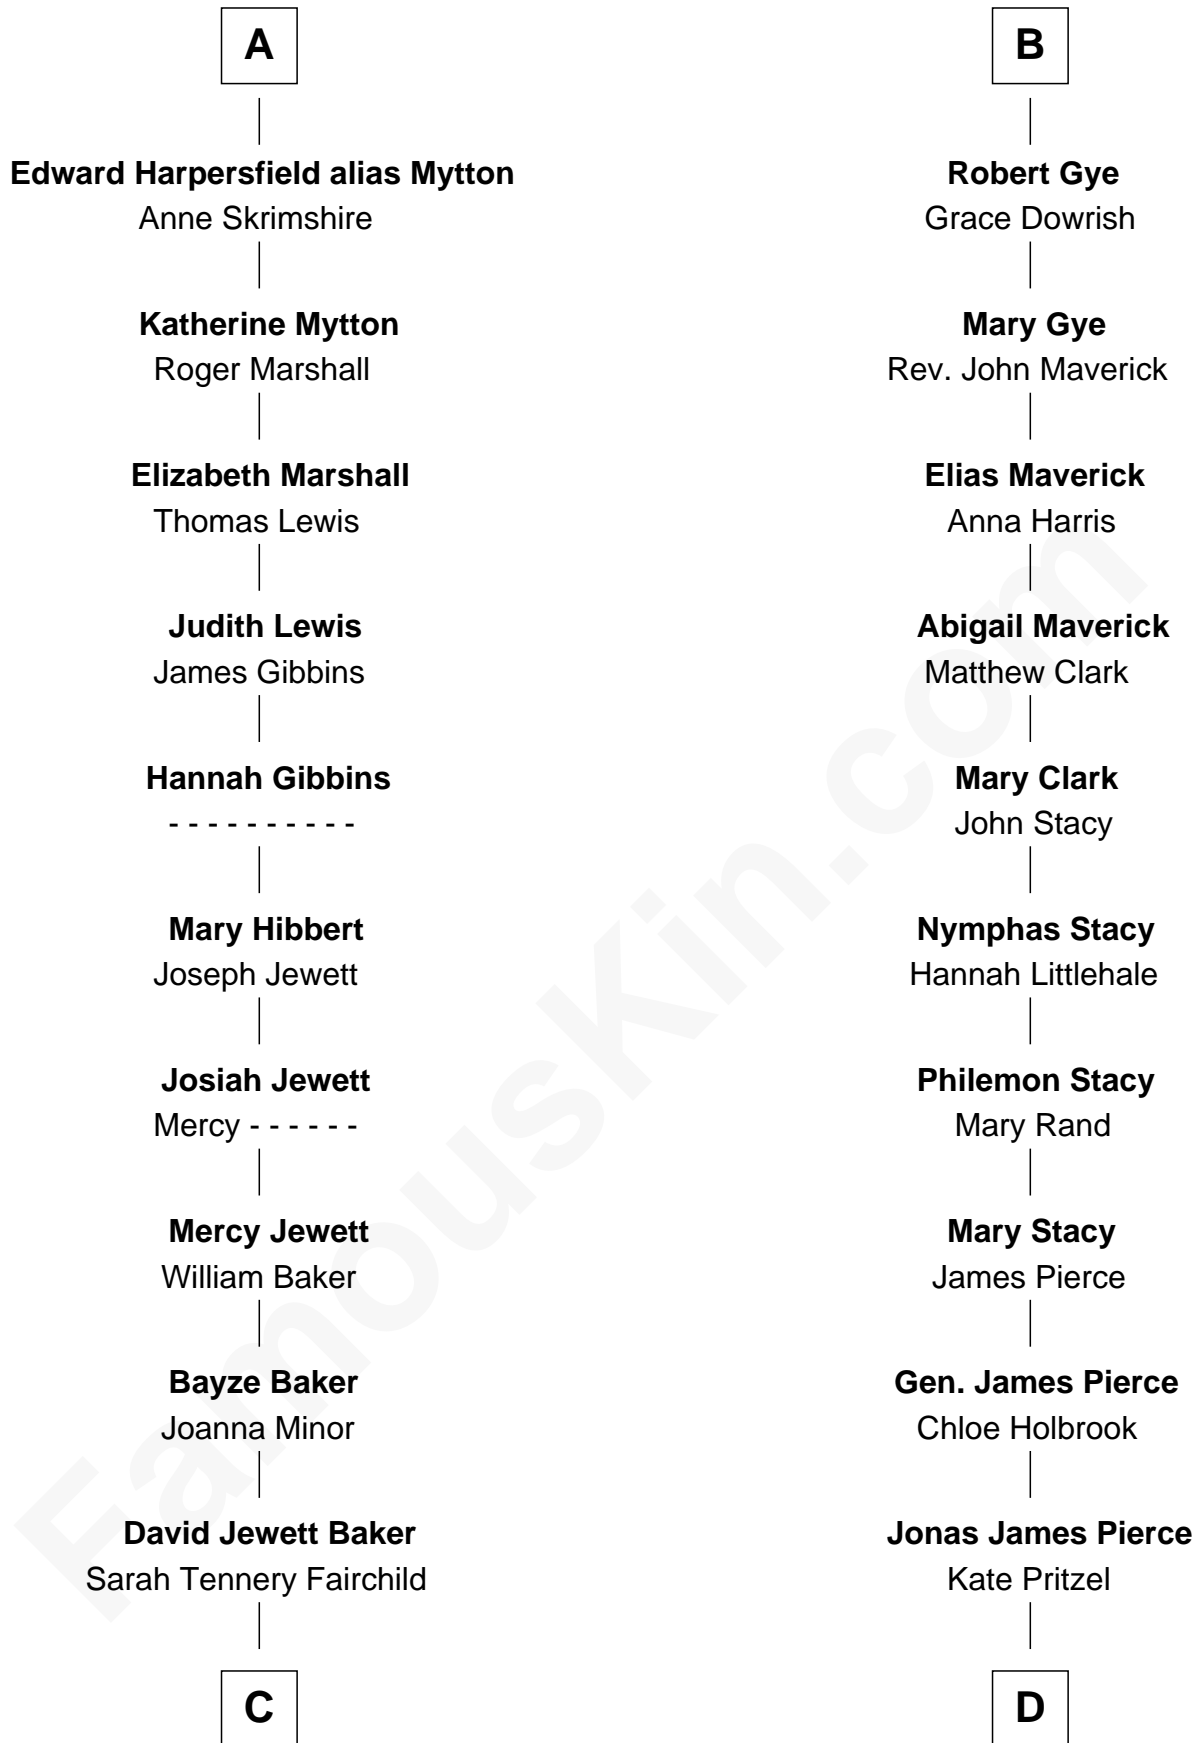 A
Edward Harpersfield alias Mytton
Anne Skrimshire
Katherine Mytton
Roger Marshall
Elizabeth Marshall
Thomas Lewis
Judith Lewis
James Gibbins
Hannah Gibbins
- - - - - - - - - -
Mary Hibbert
Joseph Jewett
Josiah Jewett
Mercy - - - - - -
Mercy Jewett
William Baker
Bayze Baker
Joanna Minor
David Jewett Baker
Sarah Tennery Fairchild
C
B
Robert Gye
Grace Dowrish
Mary Gye
Rev. John Maverick
Elias Maverick
Anna Harris
Abigail Maverick
Matthew Clark
Mary Clark
John Stacy
Nymphas Stacy
Hannah Littlehale
Philemon Stacy
Mary Rand
Mary Stacy
James Pierce
Gen. James Pierce
Chloe Holbrook
Jonas James Pierce
Kate Pritzel
D
FamousKin.com